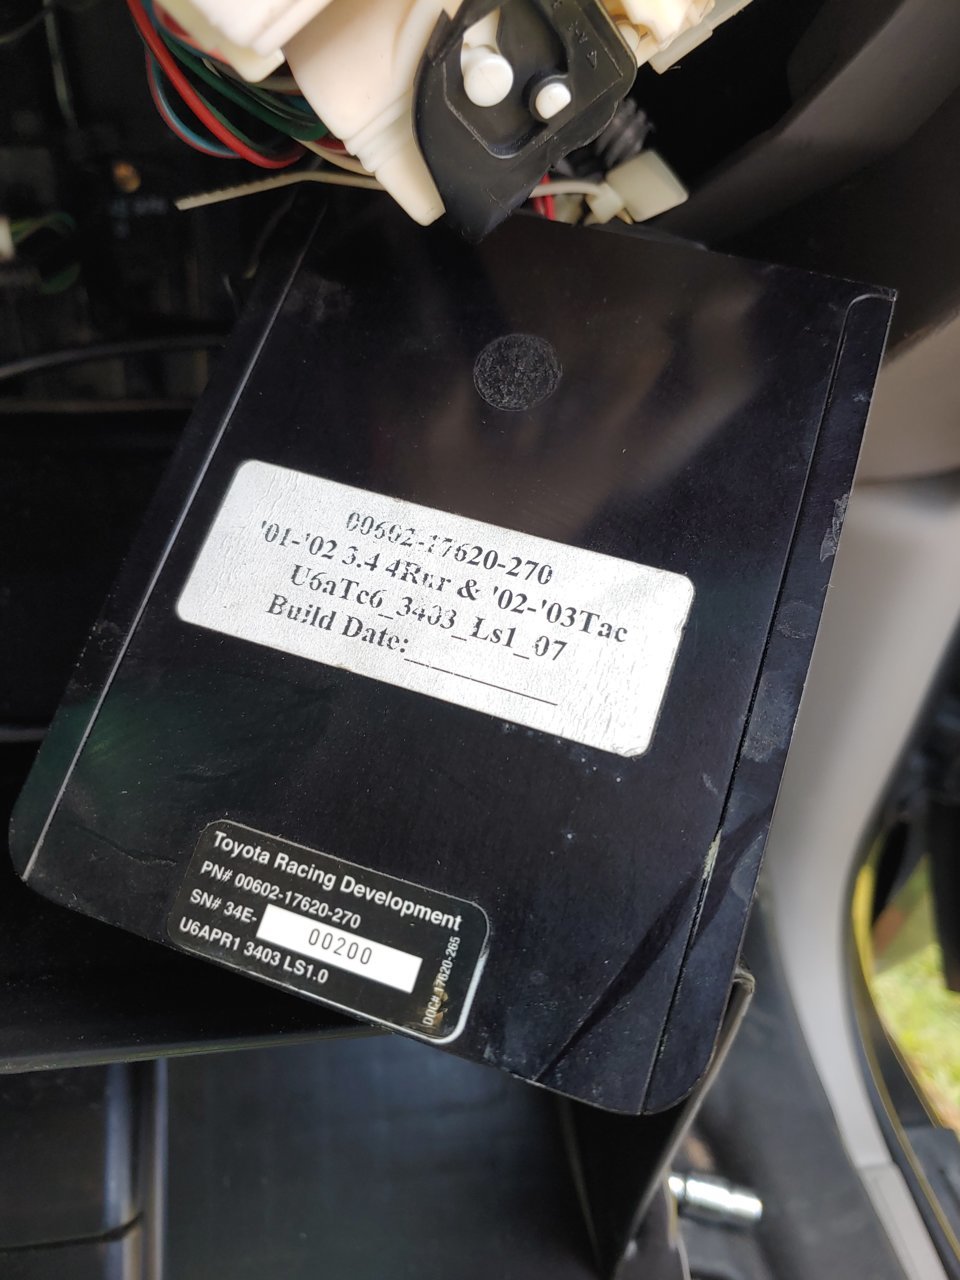 00602-17620-270
'01-'02 3.4 4Rnr & '02-'03Tac
U6aTc6_3403_Ls1_07
Build Date:__________
Toyota Racing Development
PN# 00602-17620-270
SN# 34E- 00200
U6APR1 3403 LS1.0
DOC# 17620-265